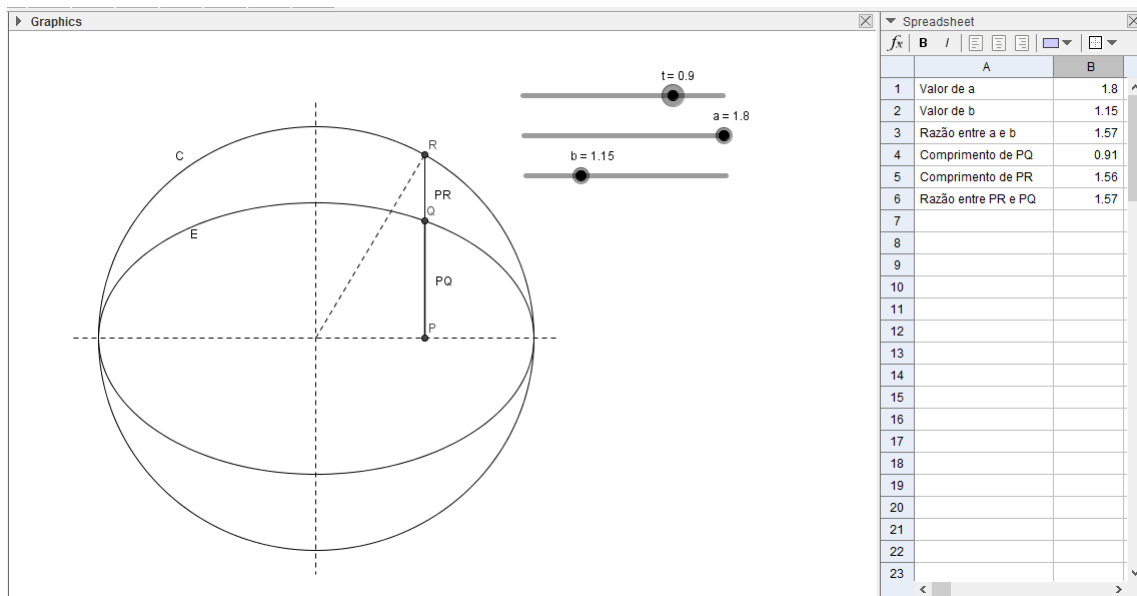 Graphics
Spreadsheet
fx B I
A B
1 Valor de a 1.8
2 Valor de b 1.15
3 Razão entre a e b 1.57
4 Comprimento de PQ 0.91
5 Comprimento de PR 1.56
6 Razão entre PR e PQ 1.57
7
8
9
10
11
12
13
14
15
16
17
18
19
20
21
22
23
t = 0.9
a = 1.8
b = 1.15
C
R
PR
Q
E
PQ
P